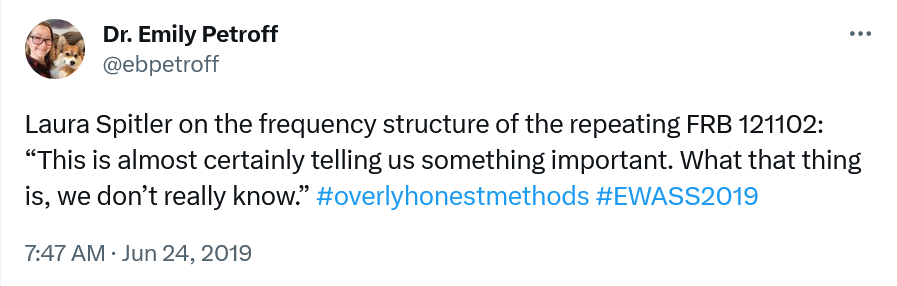 Dr. Emily Petroff
@ebpetroff
Laura Spitler on the frequency structure of the repeating FRB 121102:
“This is almost certainly telling us something important. What that thing
is, we don’t really know.” #overlyhonestmethods #EWASS2019
7:47 AM · Jun 24, 2019